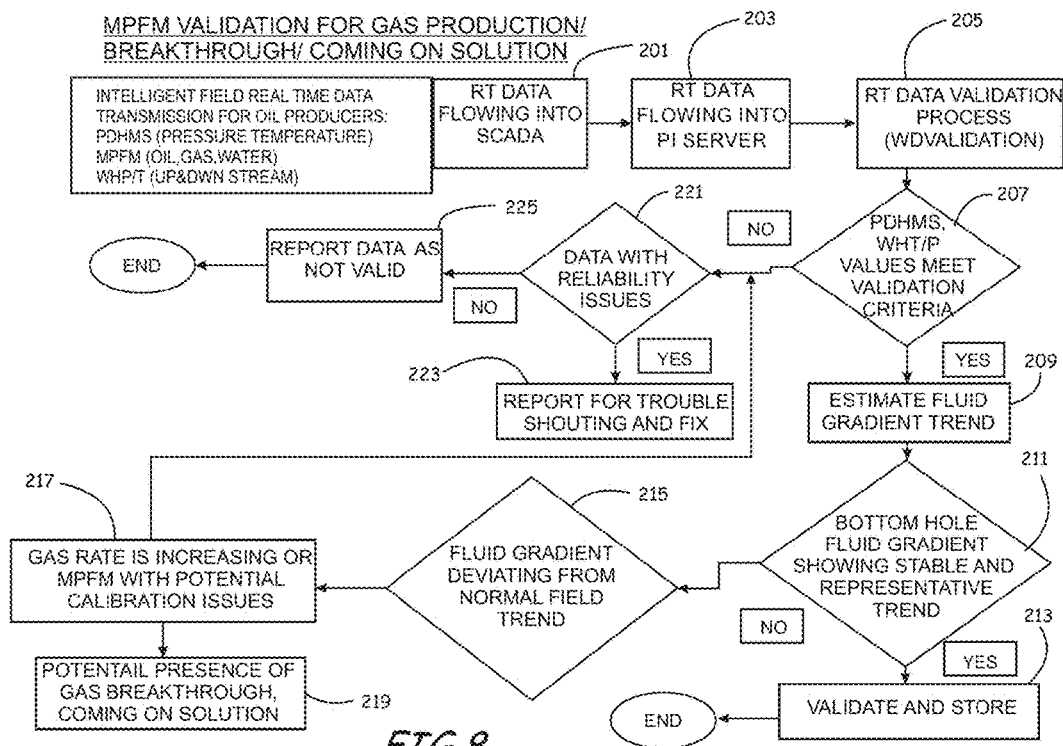 MPFM VALIDATION FOR GAS PRODUCTION/
BREAKTHROUGH/ COMING ON SOLUTION
INTELLIGENT FIELD REAL TIME DATA
TRANSMISSION FOR OIL PRODUCERS:
PDHMS (PRESSURE TEMPERATURE)
MPFM (OIL,GAS,WATER)
WHP/T (UP&DWN STREAM)
201
RT DATA
FLOWING INTO
SCADA
203
RT DATA
FLOWING INTO
PI SERVER
205
RT DATA VALIDATION
PROCESS
(WDVALIDATION)
207
PDHMS,
WHT/P
VALUES MEET
VALIDATION
CRITERIA
NO
221
DATA WITH
RELIABILITY
ISSUES
NO
225
REPORT DATA AS
NOT VALID
END
YES
223
REPORT FOR TROUBLE
SHOUTING AND FIX
YES
209
ESTIMATE FLUID
GRADIENT TREND
211
BOTTOM HOLE
FLUID GRADIENT
SHOWING STABLE AND
REPRESENTATIVE
TREND
NO
215
FLUID GRADIENT
DEVIATING FROM
NORMAL FIELD
TREND
217
GAS RATE IS INCREASING OR
MPFM WITH POTENTIAL
CALIBRATION ISSUES
POTENTAIL PRESENCE OF
GAS BREAKTHROUGH,
COMING ON SOLUTION
219
YES
213
VALIDATE AND STORE
END
FIG.8